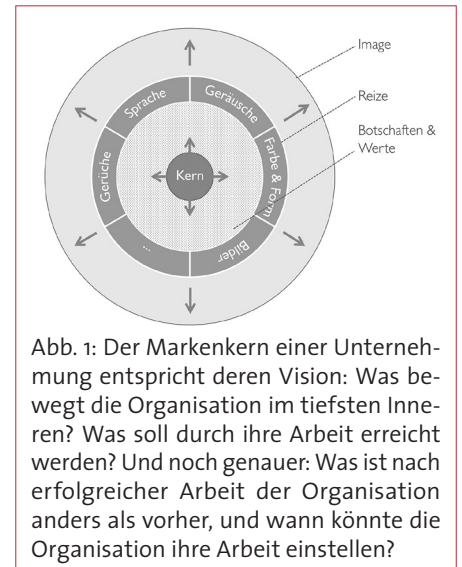 Image
Reize
Botschaften &
Werte
Sprache
Geräusche
Gerüche
Kern
Farbe & Form
...
Bilder
Abb. 1: Der Markenkern einer Unterneh-
mung entspricht deren Vision: Was be-
wegt die Organisation im tiefsten Inne-
ren? Was soll durch ihre Arbeit erreicht
werden? Und noch genauer: Was ist nach
erfolgreicher Arbeit der Organisation
anders als vorher, und wann könnte die
Organisation ihre Arbeit einstellen?